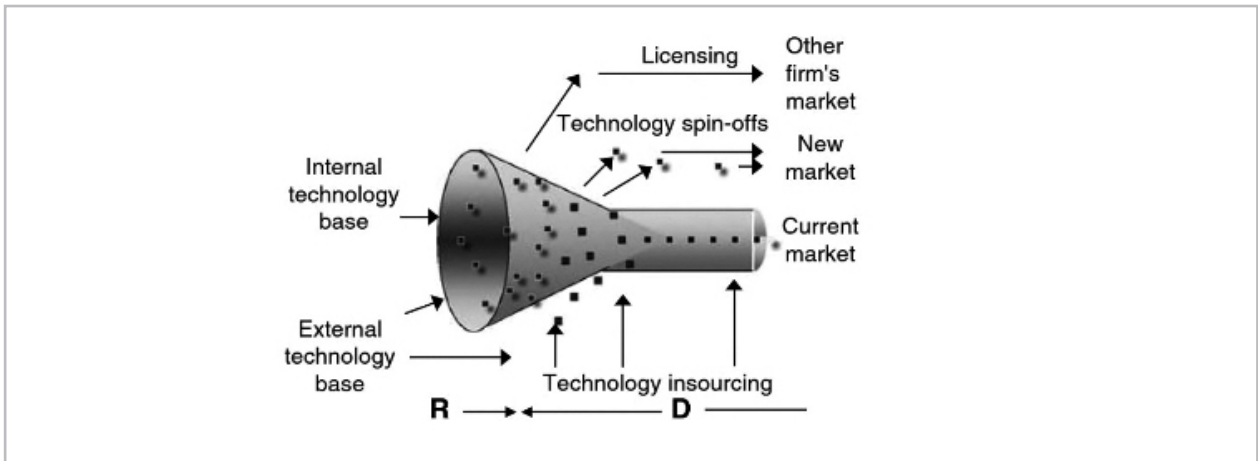 Licensing
Other
firm's
market
Technology spin-offs
New
market
Internal
technology
base
Current
market
External
technology
base
Technology insourcing
R
D